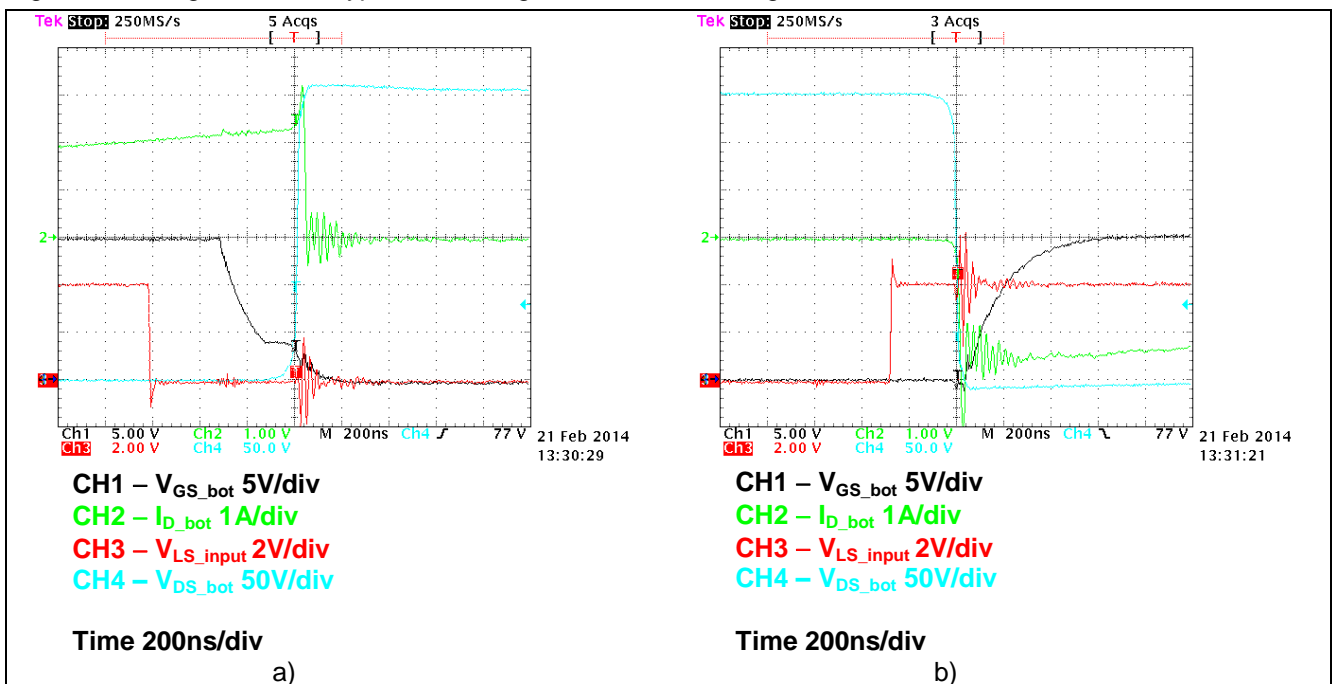 Tek Stop: 250MS/s 5 Acqs
[ T ]
T
2→
Ch1 5.00 V Ch2 1.00 V M 200ns Ch4 ʃ 77 V
Ch3 2.00 V Ch4 50.0 V
21 Feb 2014
13:30:29
CH1 – VGS_bot 5V/div
CH2 – ID_bot 1A/div
CH3 – VLS_input 2V/div
CH4 – VDS_bot 50V/div
Time 200ns/div
a)
Tek Stop: 250MS/s 3 Acqs
[ T ]
T
2→
Ch1 5.00 V Ch2 1.00 V M 200ns Ch4 77 V
Ch3 2.00 V Ch4 50.0 V
21 Feb 2014
13:31:21
CH1 – VGS_bot 5V/div
CH2 – ID_bot 1A/div
CH3 – VLS_input 2V/div
CH4 – VDS_bot 50V/div
Time 200ns/div
b)